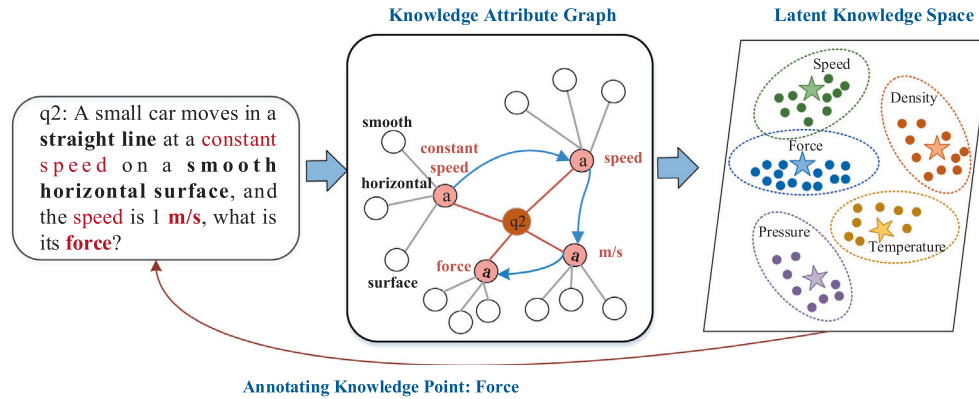 Knowledge Attribute Graph
Latent Knowledge Space
q2: A small car moves in a
straight line at a constant
speed on a smooth
horizontal surface, and
the speed is 1 m/s, what is
its force?
smooth
constant
speed
horizontal
surface
a
a
speed
q2
a
m/s
force
a
Speed
Density
Force
Pressure
Temperature
Annotating Knowledge Point: Force